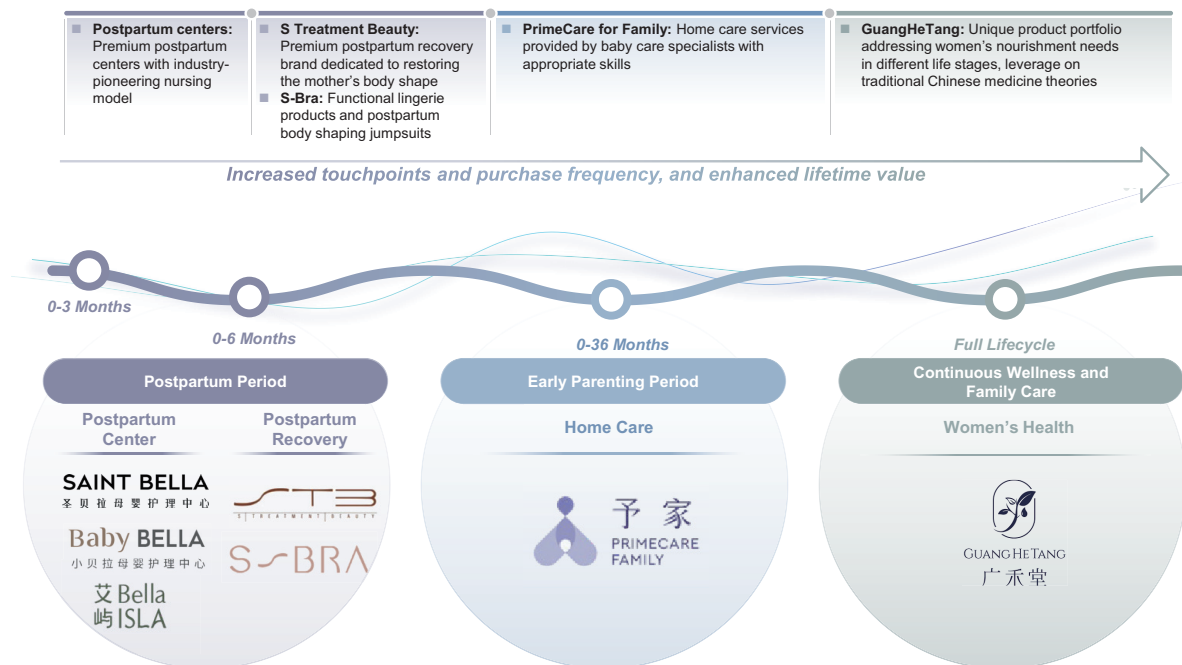 Postpartum centers:
Premium postpartum
centers with industry-
pioneering nursing
model
S Treatment Beauty:
Premium postpartum recovery
brand dedicated to restoring
the mother's body shape
S-Bra: Functional lingerie
products and postpartum
body shaping jumpsuits
PrimeCare for Family: Home care services
provided by baby care specialists with
appropriate skills
GuangHeTang: Unique product portfolio
addressing women's nourishment needs
in different life stages, leverage on
traditional Chinese medicine theories
Increased touchpoints and purchase frequency, and enhanced lifetime value
0-3 Months
0-6 Months
0-36 Months
Full Lifecycle
Postpartum Period
Postpartum
Center
SAINT BELLA
圣贝拉母婴护理中心
Baby BELLA
小贝拉母婴护理中心
艾Bella
屿ISLA
Postpartum
Recovery
STB
S|TREATMENT|BEAUTY
S-BRA
Early Parenting Period
Home Care
予家
PRIMECARE
FAMILY
Continuous Wellness and
Family Care
Women's Health
GUANGHETANG
广禾堂